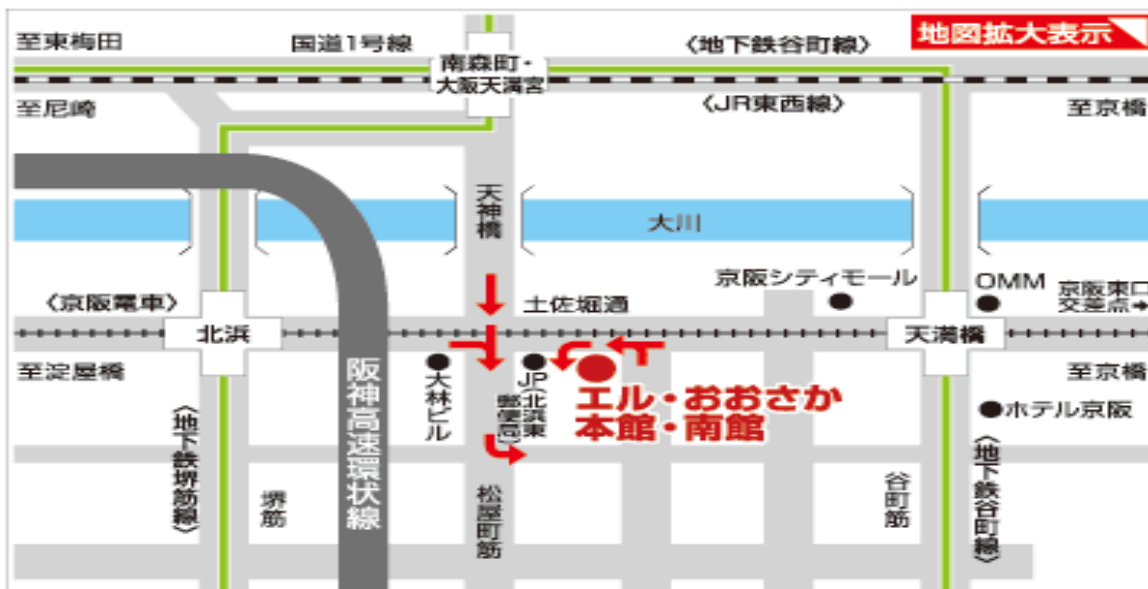 地図拡大表示
至東梅田
国道1号線
〈地下鉄谷町線〉
南森町・
大阪天満宮
至尼崎
〈JR東西線〉
至京橋
天神橋
大川
京阪シティモール
OMM
京阪東口
交差点→
〈京阪電車〉
土佐堀通
北浜
天満橋
至淀屋橋
阪神高速環状線
大林ビル
JP(北浜東
郵便局)
エル・おおさか
本館・南館
至京橋
ホテル京阪
〈地下鉄堺筋線〉
堺筋
松屋町筋
谷町筋
〈地下鉄谷町線〉